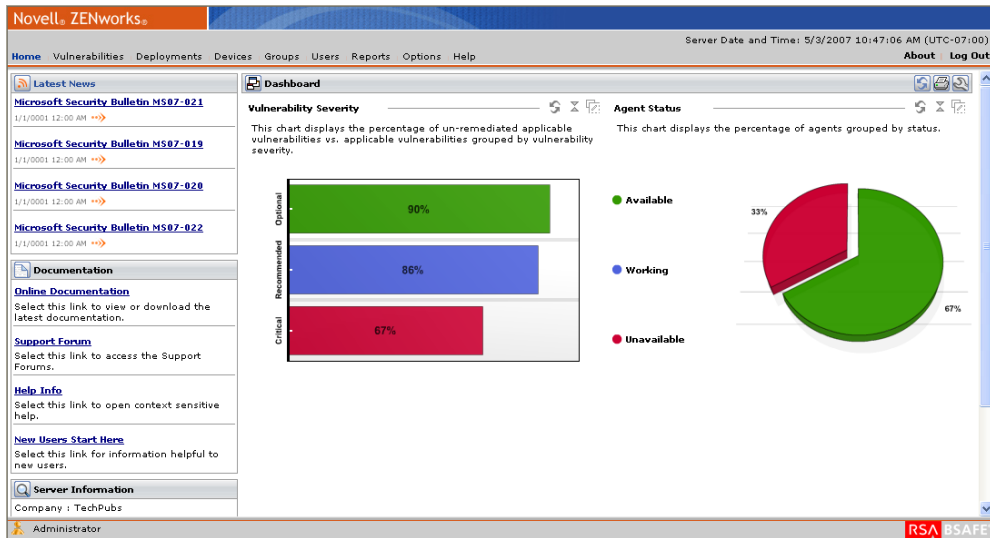 Novell® ZENworks®
Server Date and Time: 5/3/2007 10:47:06 AM (UTC-07:00)
Home Vulnerabilities Deployments Devices Groups Users Reports Options Help
About Log Out
Latest News
Microsoft Security Bulletin MS07-021
1/1/0001 12:00 AM
Microsoft Security Bulletin MS07-019
1/1/0001 12:00 AM
Microsoft Security Bulletin MS07-020
1/1/0001 12:00 AM
Microsoft Security Bulletin MS07-022
1/1/0001 12:00 AM
Documentation
Online Documentation
Select this link to view or download the
latest documentation.
Support Forum
Select this link to access the Support
Forums.
Help Info
Select this link to open context sensitive
help.
New Users Start Here
Select this link for information helpful to
new users.
Server Information
Company : TechPubs
Dashboard
Vulnerability Severity
This chart displays the percentage of un-remediated applicable
vulnerabilities vs. applicable vulnerabilities grouped by vulnerability
severity.
Optional
90%
Recommended
86%
Critical
67%
Agent Status
This chart displays the percentage of agents grouped by status.
Available
Working
Unavailable
33%
67%
Administrator
RSA BSAFE